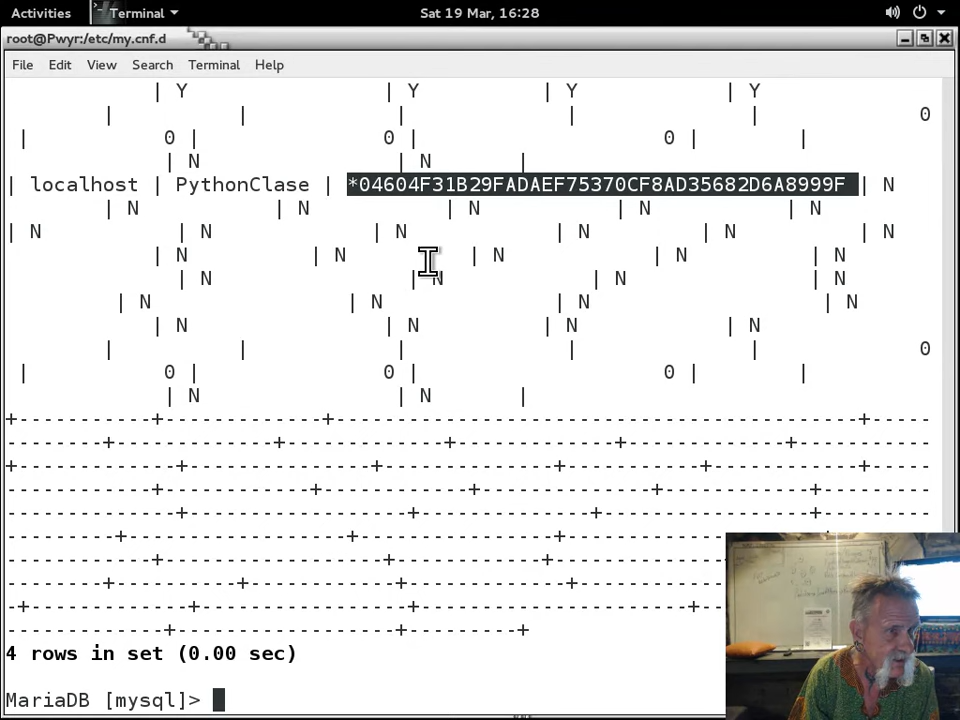 Activities Terminal Sat 19 Mar, 16:28
root@Pwyr:/etc/my.cnf.d
File Edit View Search Terminal Help
| Y | Y | Y | Y
| | | | | 0
| 0 | 0 | 0 | |
| N | N |
| localhost | PythonClase | *04604F31B29FADAEF75370CF8AD35682D6A8999F | N
| N | N | N | N | N
| N | N | N | N | N | N
| N | N | N | N | N
| N | N | N | N
| N | N | N | N
| N | N | N | N
| | | | | 0
| 0 | 0 | 0 | |
| N | N |
+-----------+-------------+--------------------------------------------+-----
--------+-------------+-------------+-------------+-------------+-----------
+-------------+---------------+--------------+-----------+------------+-----
------------+------------+------------+--------------+------------+---------
--------------+------------------+--------------+-----------------+---------
---------+------------------+----------------+---------------------+
------------+------------------+------------+
--------+----------+------------+-------------+
-+-------------+-----------------+----------------------+
-------------+------------------+---------+
4 rows in set (0.00 sec)
MariaDB [mysql]>